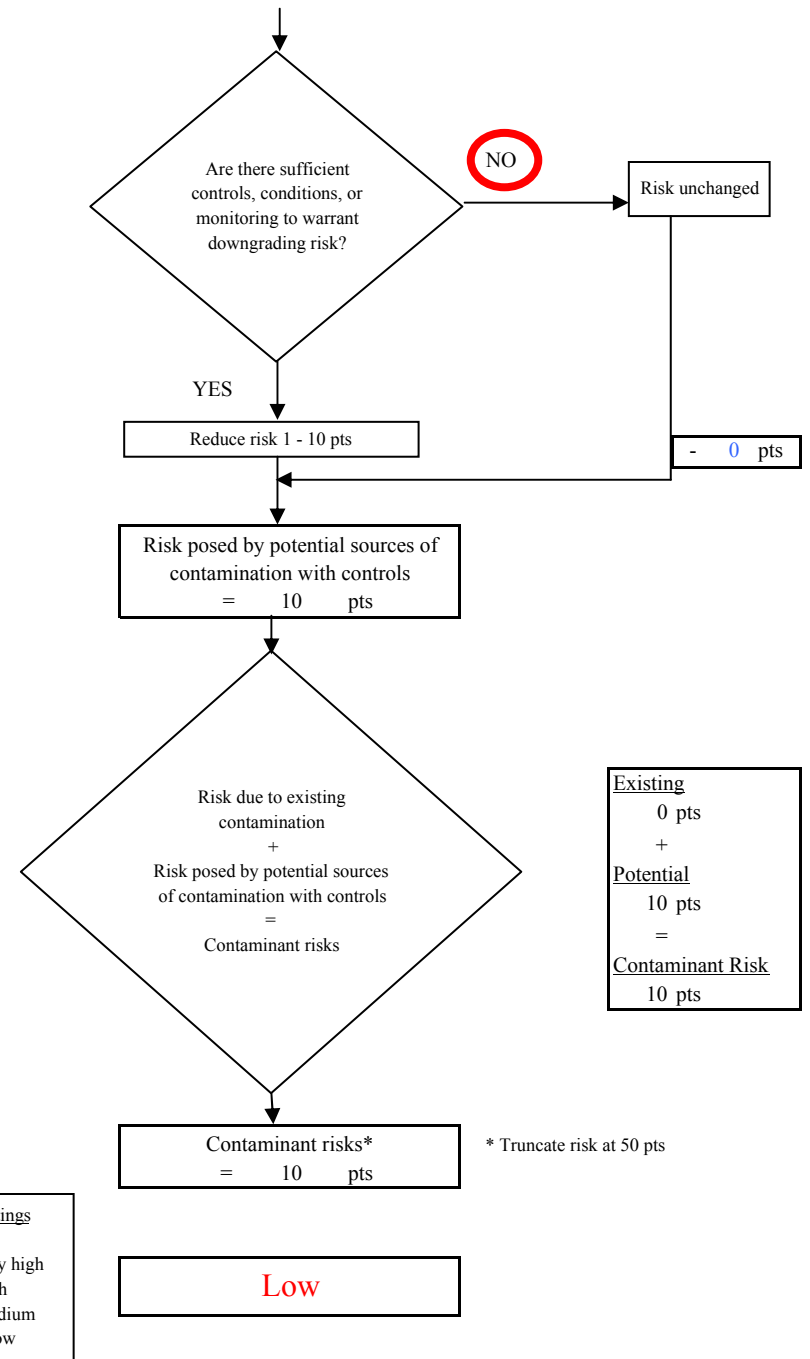 Are there sufficient
controls, conditions, or
monitoring to warrant
downgrading risk?
NO
Risk unchanged
YES
Reduce risk 1 - 10 pts
- 0 pts
Risk posed by potential sources of
contamination with controls
= 10 pts
Risk due to existing
contamination
+
Risk posed by potential sources
of contamination with controls
=
Contaminant risks
Existing
0 pts
+
Potential
10 pts
=
Contaminant Risk
10 pts
Contaminant risks*
= 10 pts
* Truncate risk at 50 pts
high
Low